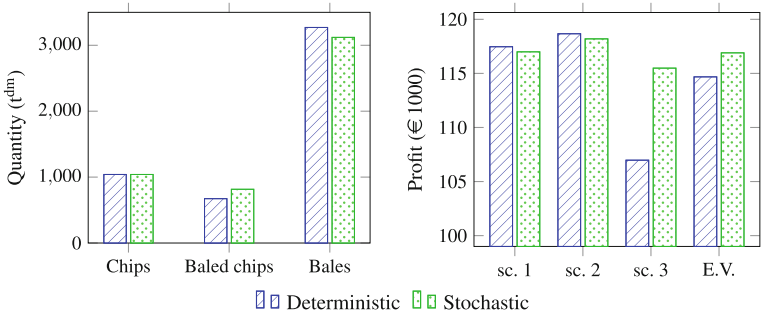 Quantity (t^dm)
3,000
2,000
1,000
0
Chips Baled chips Bales
Profit (€ 1000)
120
115
110
105
100
sc. 1 sc. 2 sc. 3 E.V.
Deterministic Stochastic